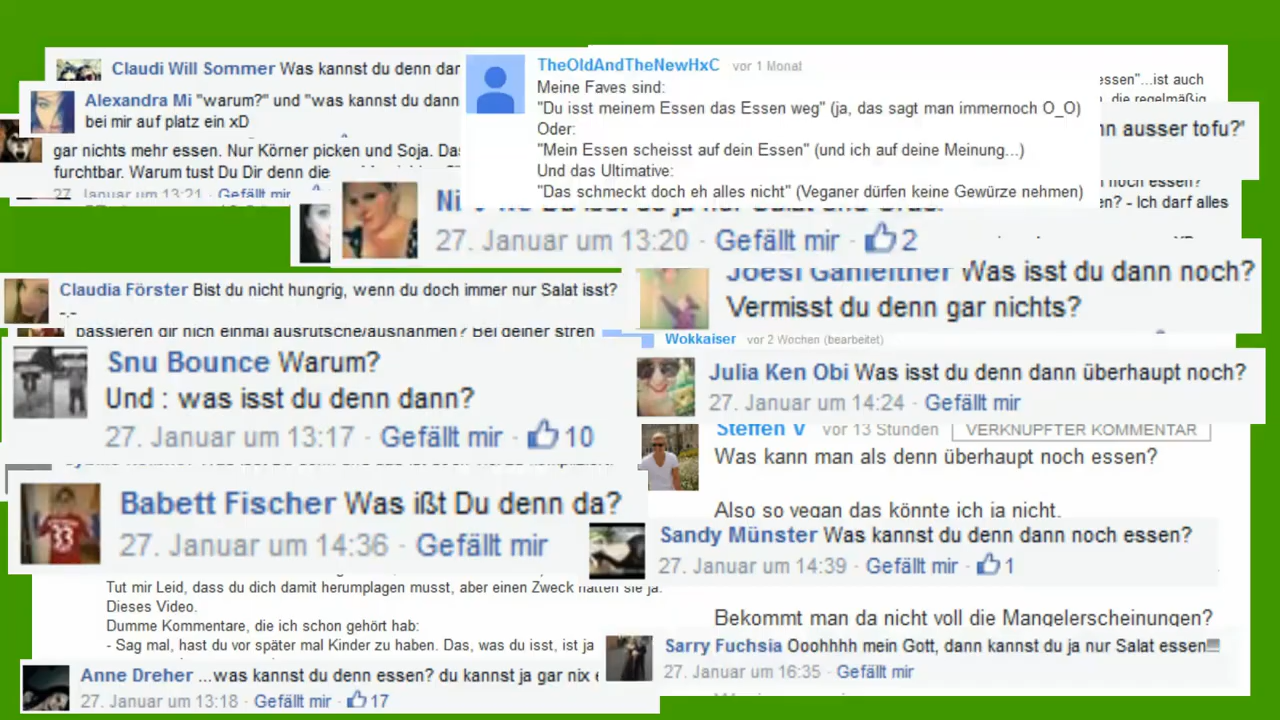 Claudi Will Sommer Was kannst du denn
Alexandra Mi "warum?" und "was kannst du dann
bei mir auf platz ein xD
gar nichts mehr essen. Nur Körner picken und Soja.
furchtbar. Warum tust Du Dir denn die
27. Januar um 13:21 · Gefällt mir
TheOldAndTheNewHxC vor 1 Monat
Meine Faves sind:
"Du isst meinem Essen das Essen weg" (ja, das sagt man immernoch O_O)
Oder:
"Mein Essen scheisst auf dein Essen" (und ich auf deine Meinung...)
Und das Ultimative:
"Das schmeckt doch eh alles nicht" (Veganer dürfen keine Gewürze nehmen)
essen"...ist auch
die regelmäßig
ausser tofu?"
noch essen?
- Ich darf alles
27. Januar um 13:20 · Gefällt mir · 2
Claudia Förster Bist du nicht hungrig, wenn du doch immer nur Salat isst?
-.-
passieren dir nich einmal ausrutsche/ausnahmen? Bei deiner
Joesi Ganleitner Was isst du dann noch?
Vermisst du denn gar nichts?
Wokkaiser vor 2 Wochen (bearbeitet)
Snu Bounce Warum?
Und : was isst du denn dann?
27. Januar um 13:17 · Gefällt mir · 10
Julia Ken Obi Was isst du denn dann überhaupt noch?
27. Januar um 14:24 · Gefällt mir
Steffen V vor 13 Stunden VERKNÜPFTER KOMMENTAR
Was kann man als denn überhaupt noch essen?
Also so vegan das könnte ich ja nicht.
Babett Fischer Was ißt Du denn da?
27. Januar um 14:36 · Gefällt mir
Sandy Münster Was kannst du denn dann noch essen?
27. Januar um 14:39 · Gefällt mir · 1
Tut mir Leid, dass du dich damit herumplagen musst, aber einen Zweck hatten sie ja:
Dieses Video.
Dumme Kommentare, die ich schon gehört hab:
- Sag mal, hast du vor später mal Kinder zu haben. Das, was du isst, ist ja
Bekommt man da nicht voll die Mangelerscheinungen?
Sarry Fuchsia Ooohhhh mein Gott, dann kannst du ja nur Salat essen!!!!
27. Januar um 16:35 · Gefällt mir
Anne Dreher ...was kannst du denn essen? du kannst ja gar nix
27. Januar um 13:18 · Gefällt mir · 17